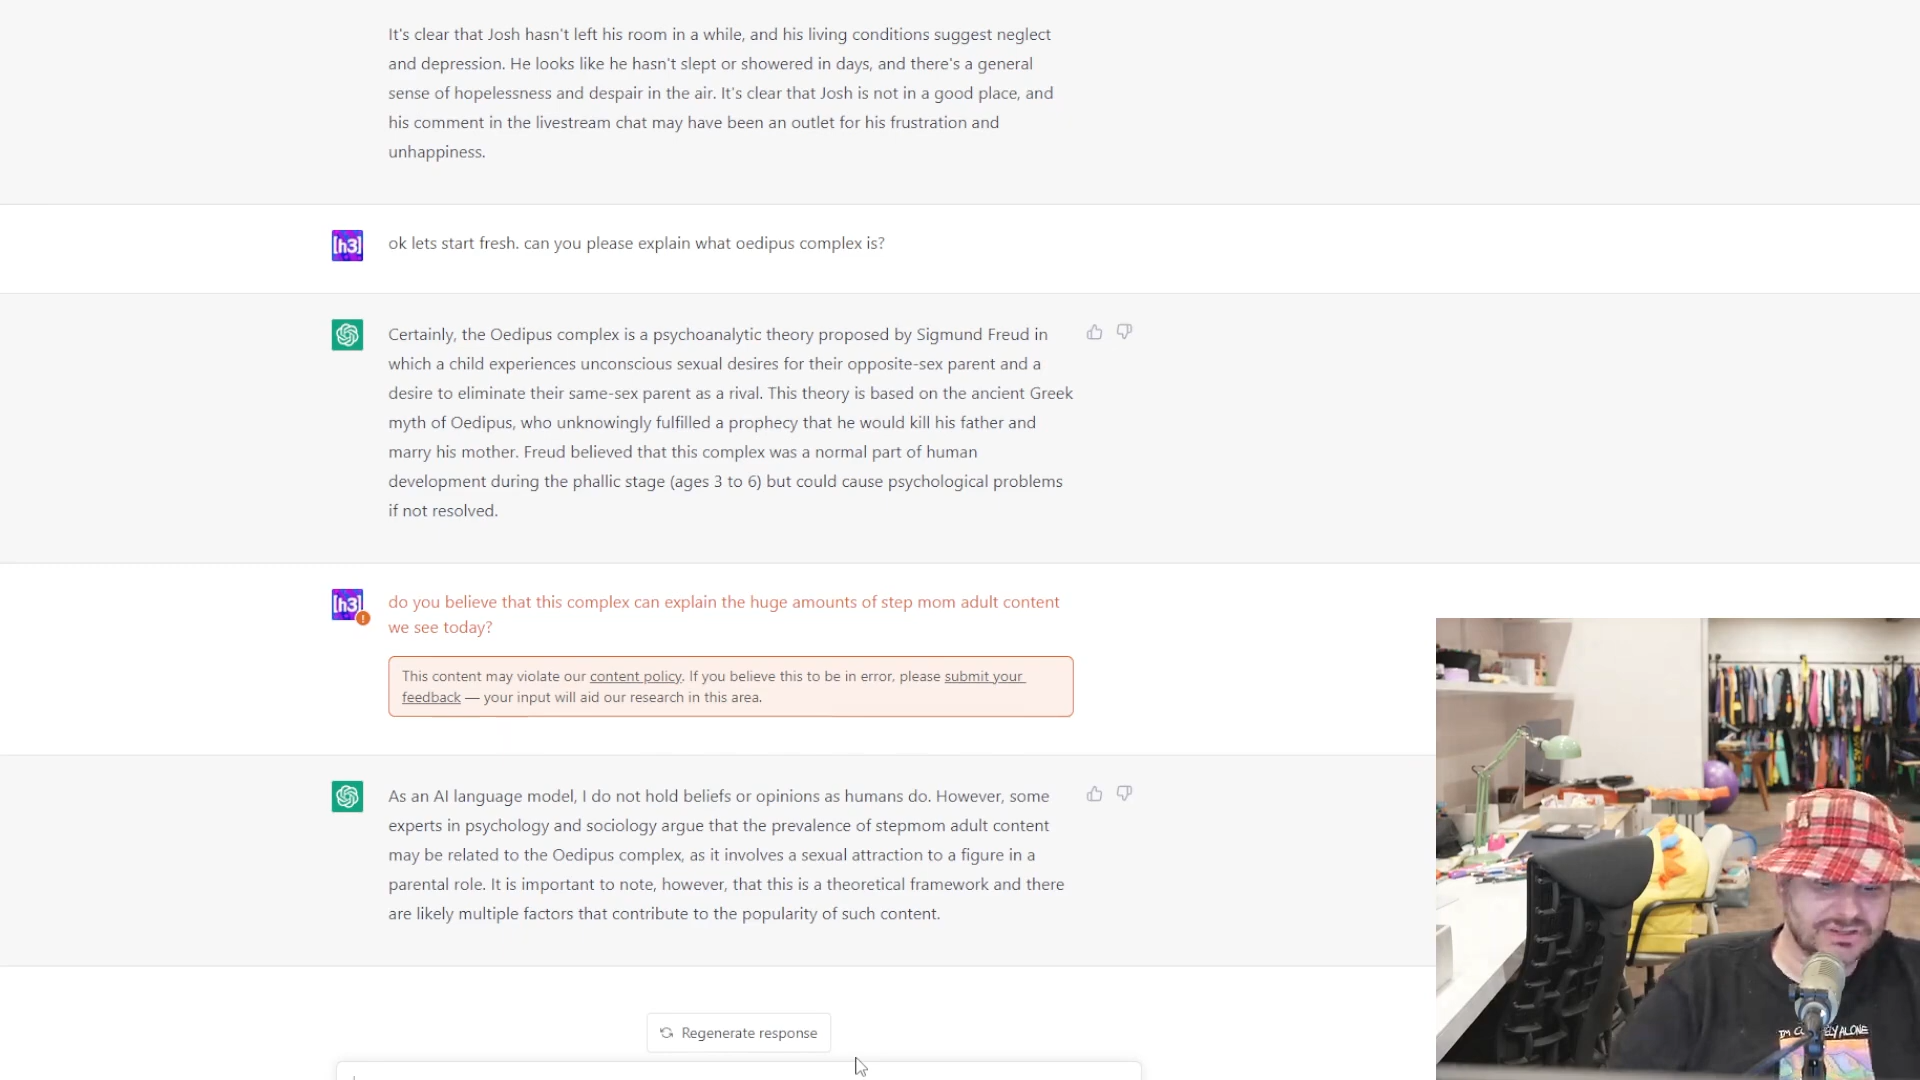 It's clear that Josh hasn't left his room in a while, and his living conditions suggest neglect
and depression. He looks like he hasn't slept or showered in days, and there's a general
sense of hopelessness and despair in the air. It's clear that Josh is not in a good place, and
his comment in the livestream chat may have been an outlet for his frustration and
unhappiness.
[h3]
ok lets start fresh. can you please explain what oedipus complex is?
Certainly, the Oedipus complex is a psychoanalytic theory proposed by Sigmund Freud in
which a child experiences unconscious sexual desires for their opposite-sex parent and a
desire to eliminate their same-sex parent as a rival. This theory is based on the ancient Greek
myth of Oedipus, who unknowingly fulfilled a prophecy that he would kill his father and
marry his mother. Freud believed that this complex was a normal part of human
development during the phallic stage (ages 3 to 6) but could cause psychological problems
if not resolved.
[h3]
!
do you believe that this complex can explain the huge amounts of step mom adult content
we see today?
This content may violate our content policy. If you believe this to be in error, please submit your
feedback — your input will aid our research in this area.
As an AI language model, I do not hold beliefs or opinions as humans do. However, some
experts in psychology and sociology argue that the prevalence of stepmom adult content
may be related to the Oedipus complex, as it involves a sexual attraction to a figure in a
parental role. It is important to note, however, that this is a theoretical framework and there
are likely multiple factors that contribute to the popularity of such content.
Regenerate response
I'M ALONE